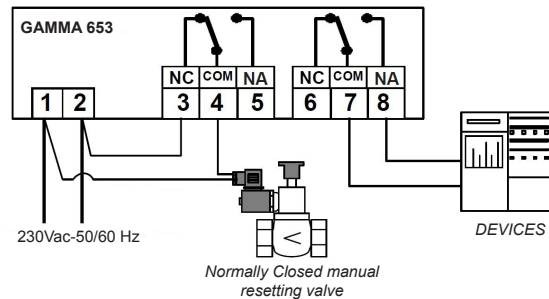 GAMMA 653
NC COM NA NC COM NA
1 2 3 4 5 6 7 8
230Vac-50/60 Hz
DEVICES
Normally Closed manual
resetting valve